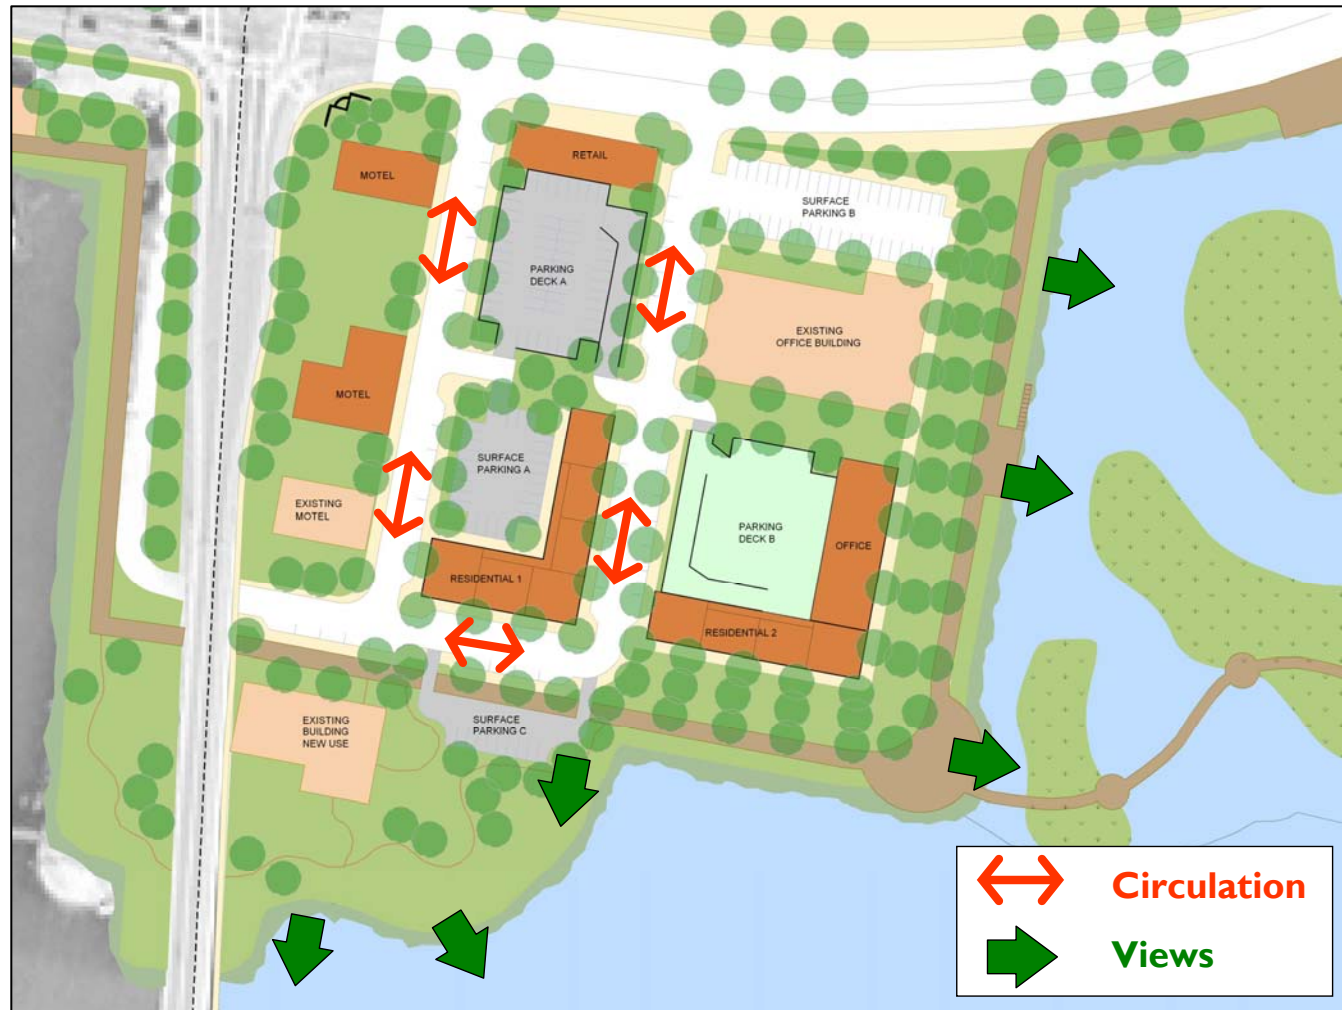 RETAIL
MOTEL
SURFACE
PARKING B
PARKING
DECK A
EXISTING
OFFICE BUILDING
MOTEL
SURFACE
PARKING A
EXISTING
MOTEL
PARKING
DECK B
OFFICE
RESIDENTIAL 1
RESIDENTIAL 2
EXISTING
BUILDING
NEW USE
SURFACE
PARKING C
Circulation
Views